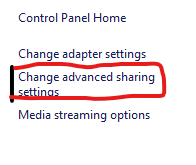 Control Panel Home
Change adapter settings
Change advanced sharing
settings
Media streaming options